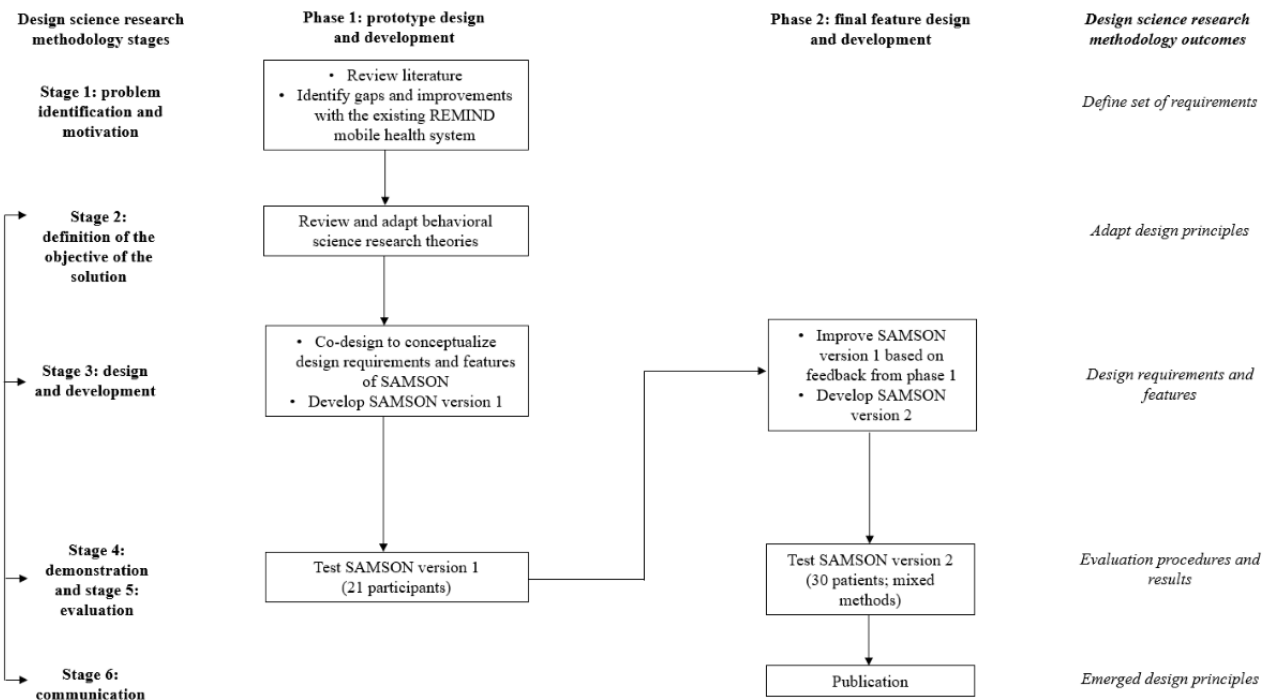 Design science research
methodology stages
Phase 1: prototype design
and development
Phase 2: final feature design
and development
Design science research
methodology outcomes
Stage 1: problem
identification and
motivation
• Review literature
• Identify gaps and improvements
with the existing REMIND
mobile health system
Define set of requirements
Stage 2:
definition of the
objective of the
solution
Review and adapt behavioral
science research theories
Adapt design principles
Stage 3: design
and development
• Co-design to conceptualize
design requirements and features
of SAMSON
• Develop SAMSON version 1
• Improve SAMSON
version 1 based on
feedback from phase 1
• Develop SAMSON
version 2
Design requirements and
features
Stage 4:
demonstration
and stage 5:
evaluation
Test SAMSON version 1
(21 participants)
Test SAMSON version 2
(30 patients; mixed
methods)
Evaluation procedures and
results
Stage 6:
communication
Publication
Emerged design principles